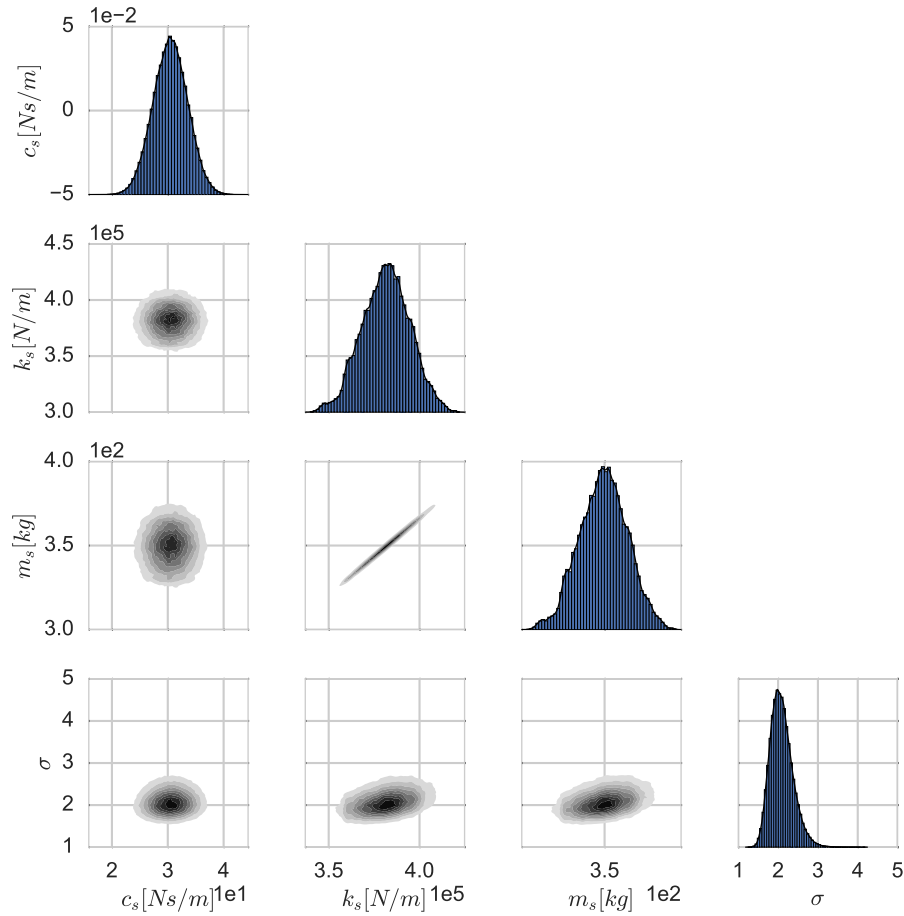 5 1e−2
c_s[Ns/m]
0
−5
4.5 1e5
k_s[N/m]
4.0
3.5
3.0
4.0 1e2
m_s[kg]
3.5
3.0
5
4
σ 3
2
1
2 3 4 3.5 4.0 3.5 1 2 3 4 5
c_s[Ns/m] 1e1 k_s[N/m] 1e5 m_s[kg] 1e2 σ